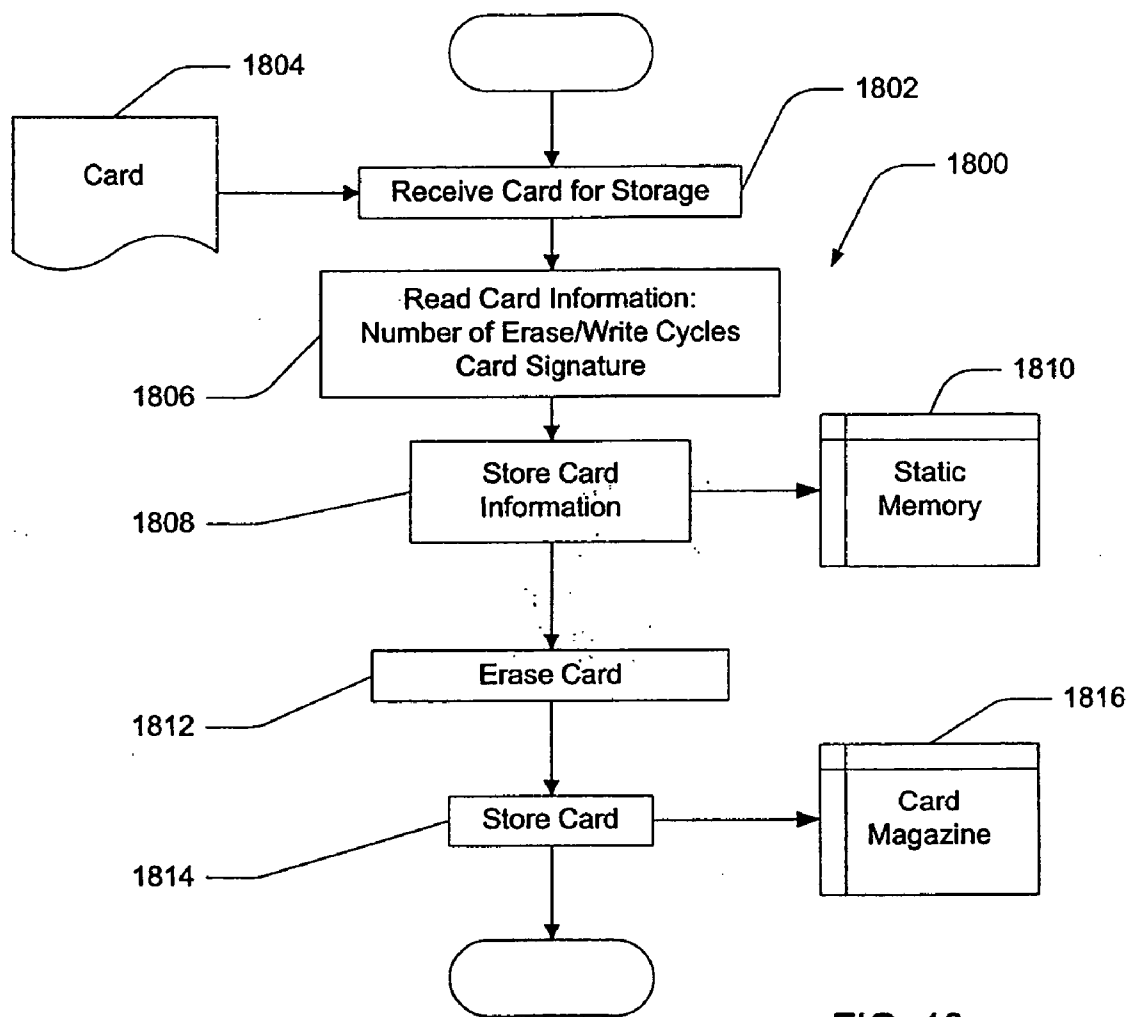 1804
1802
Card
Receive Card for Storage
1800
Read Card Information:
Number of Erase/Write Cycles
Card Signature
1806
1810
Store Card
Information
Static
Memory
1808
Erase Card
1812
1816
Store Card
Card
Magazine
1814